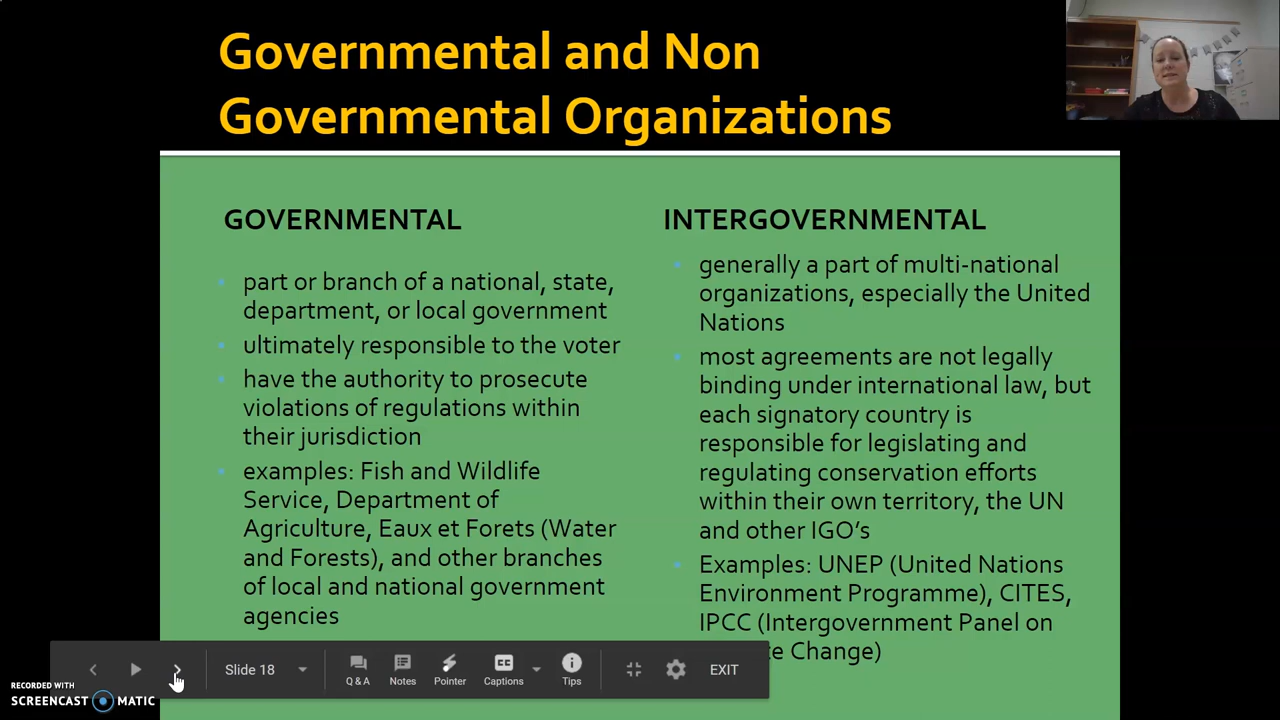 Governmental and Non
Governmental Organizations
GOVERNMENTAL
part or branch of a national, state,
department, or local government
ultimately responsible to the voter
have the authority to prosecute
violations of regulations within
their jurisdiction
examples: Fish and Wildlife
Service, Department of
Agriculture, Eaux et Forets (Water
and Forests), and other branches
of local and national government
agencies
INTERGOVERNMENTAL
generally a part of multi-national
organizations, especially the United
Nations
most agreements are not legally
binding under international law, but
each signatory country is
responsible for legislating and
regulating conservation efforts
within their own territory, the UN
and other IGO's
Examples: UNEP (United Nations
Environment Programme), CITES,
IPCC (Intergovernment Panel on
Change)
Slide 18
Q & A
Notes
Pointer
Captions
Tips
EXIT
RECORDED WITH
SCREENCAST MATIC